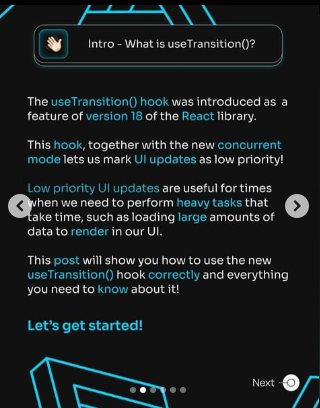 Intro - What is useTransition()?
The useTransition() hook was introduced as a
feature of version 18 of the React library.
This hook, together with the new concurrent
mode lets us mark UI updates as low priority!
Low priority UI updates are useful for times
when we need to perform heavy tasks that
take time, such as loading large amounts of
data to render in our UI.
This post will show you how to use the new
useTransition() hook correctly and everything
you need to know about it!
Let's get started!
Next